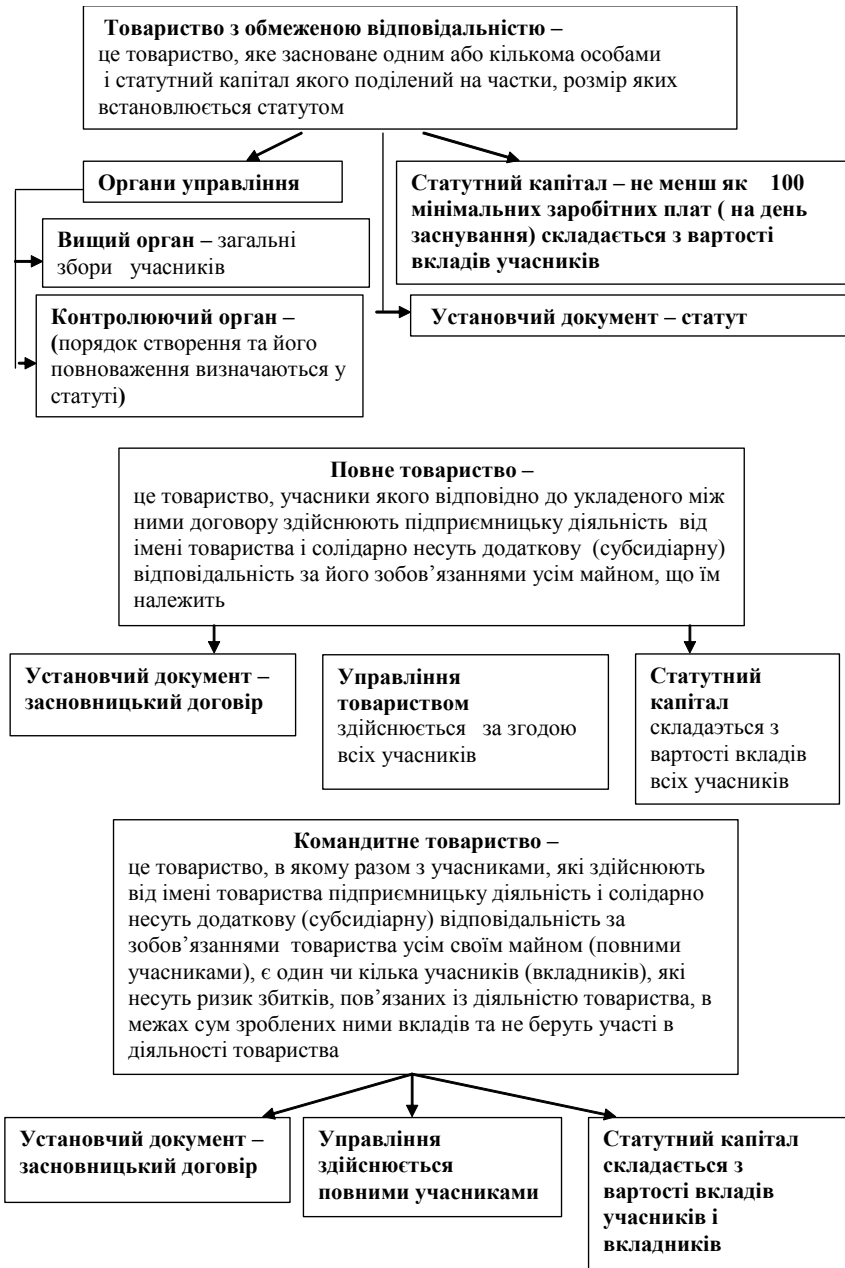 Товариство з обмеженою відповідальністю –
це товариство, яке засноване одним або кількома особами
і статутний капітал якого поділений на частки, розмір яких
встановлюється статутом
Органи управління
Вищий орган – загальні
збори учасників
Контролюючий орган –
(порядок створення та його
повноваження визначаються у
статуті)
Статутний капітал – не менш як 100
мінімальних заробітних плат ( на день
заснування) складається з вартості
вкладів учасників
Установчий документ – статут
Повне товариство –
це товариство, учасники якого відповідно до укладеного між
ними договору здійснюють підприємницьку діяльність від
імені товариства і солідарно несуть додаткову (субсидіарну)
відповідальність за його зобов’язаннями усім майном, що їм
належить
Установчий документ –
засновницький договір
Управління
товариством
здійснюється за згодою
всіх учасників
Статутний
капітал
складаэться з
вартості вкладів
всіх учасників
Командитне товариство –
це товариство, в якому разом з учасниками, які здійснюють
від імені товариства підприємницьку діяльність і солідарно
несуть додаткову (субсидіарну) відповідальність за
зобов’язаннями товариства усім своїм майном (повними
учасниками), є один чи кілька учасників (вкладників), які
несуть ризик збитків, пов’язаних із діяльністю товариства, в
межах сум зроблених ними вкладів та не беруть участі в
діяльності товариства
Установчий документ –
засновницький договір
Управління
здійснюється
повними учасниками
Статутний капітал
складається з
вартості вкладів
учасників і
вкладників